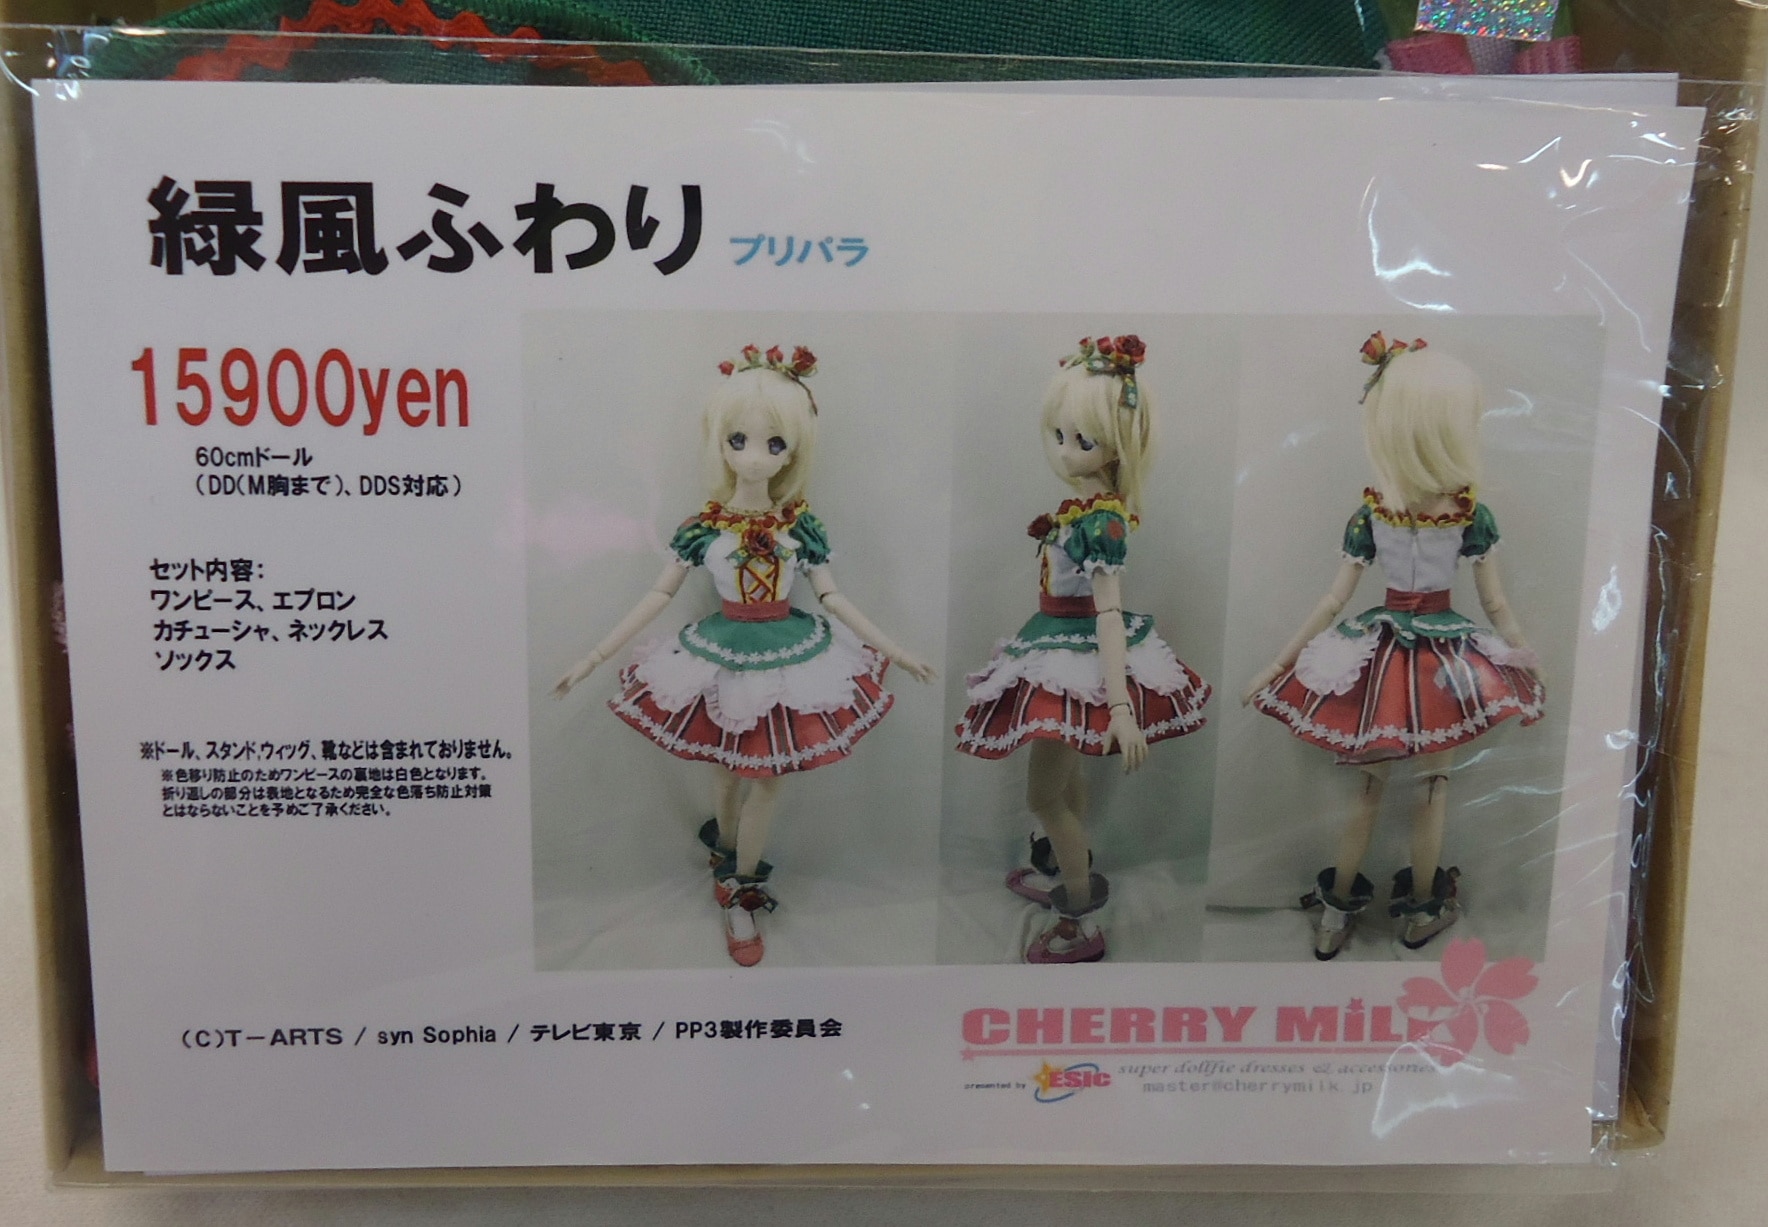 緑風ふわり プリパラ
15900yen
60cmドール
（DD（M胸まで）、DDS対応）
セット内容：
ワンピース、エプロン
カチューシャ、ネックレス
ソックス
※ドール、スタンド,ウィッグ、靴などは含まれておりません。
※色移り防止のためワンピースの裏地は白色となります。
折り返しの部分は表地となるため完全な色落ち防止対策
とはならないことを予めご了承ください。
（C）T－ARTS / syn Sophia / テレビ東京 / PP3製作委員会
CHERRY MiLK
presented by ESIC super dollfie dresses & accessories
master@cherrymilk.jp